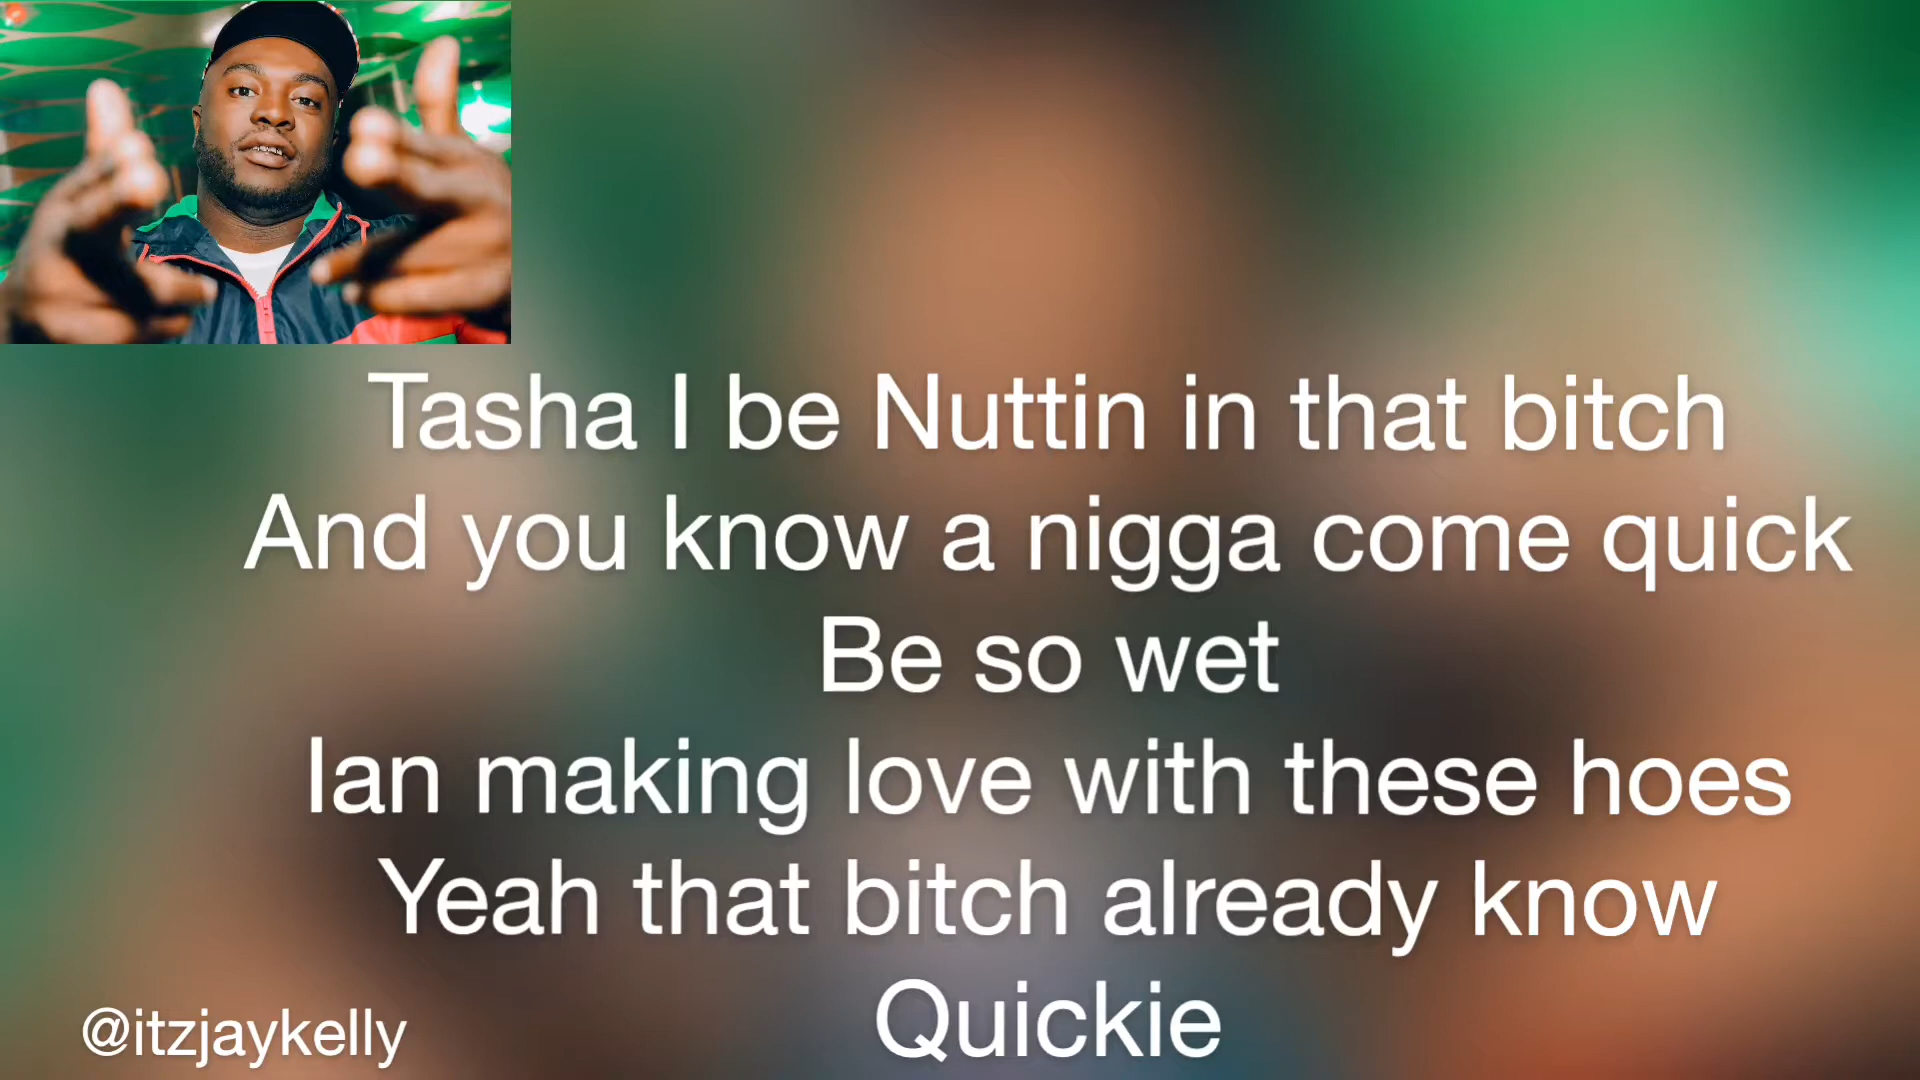 Tasha I be Nuttin in that bitch
And you know a nigga come quick
Be so wet
Ian making love with these hoes
Yeah that bitch already know
Quickie
@itzjaykelly